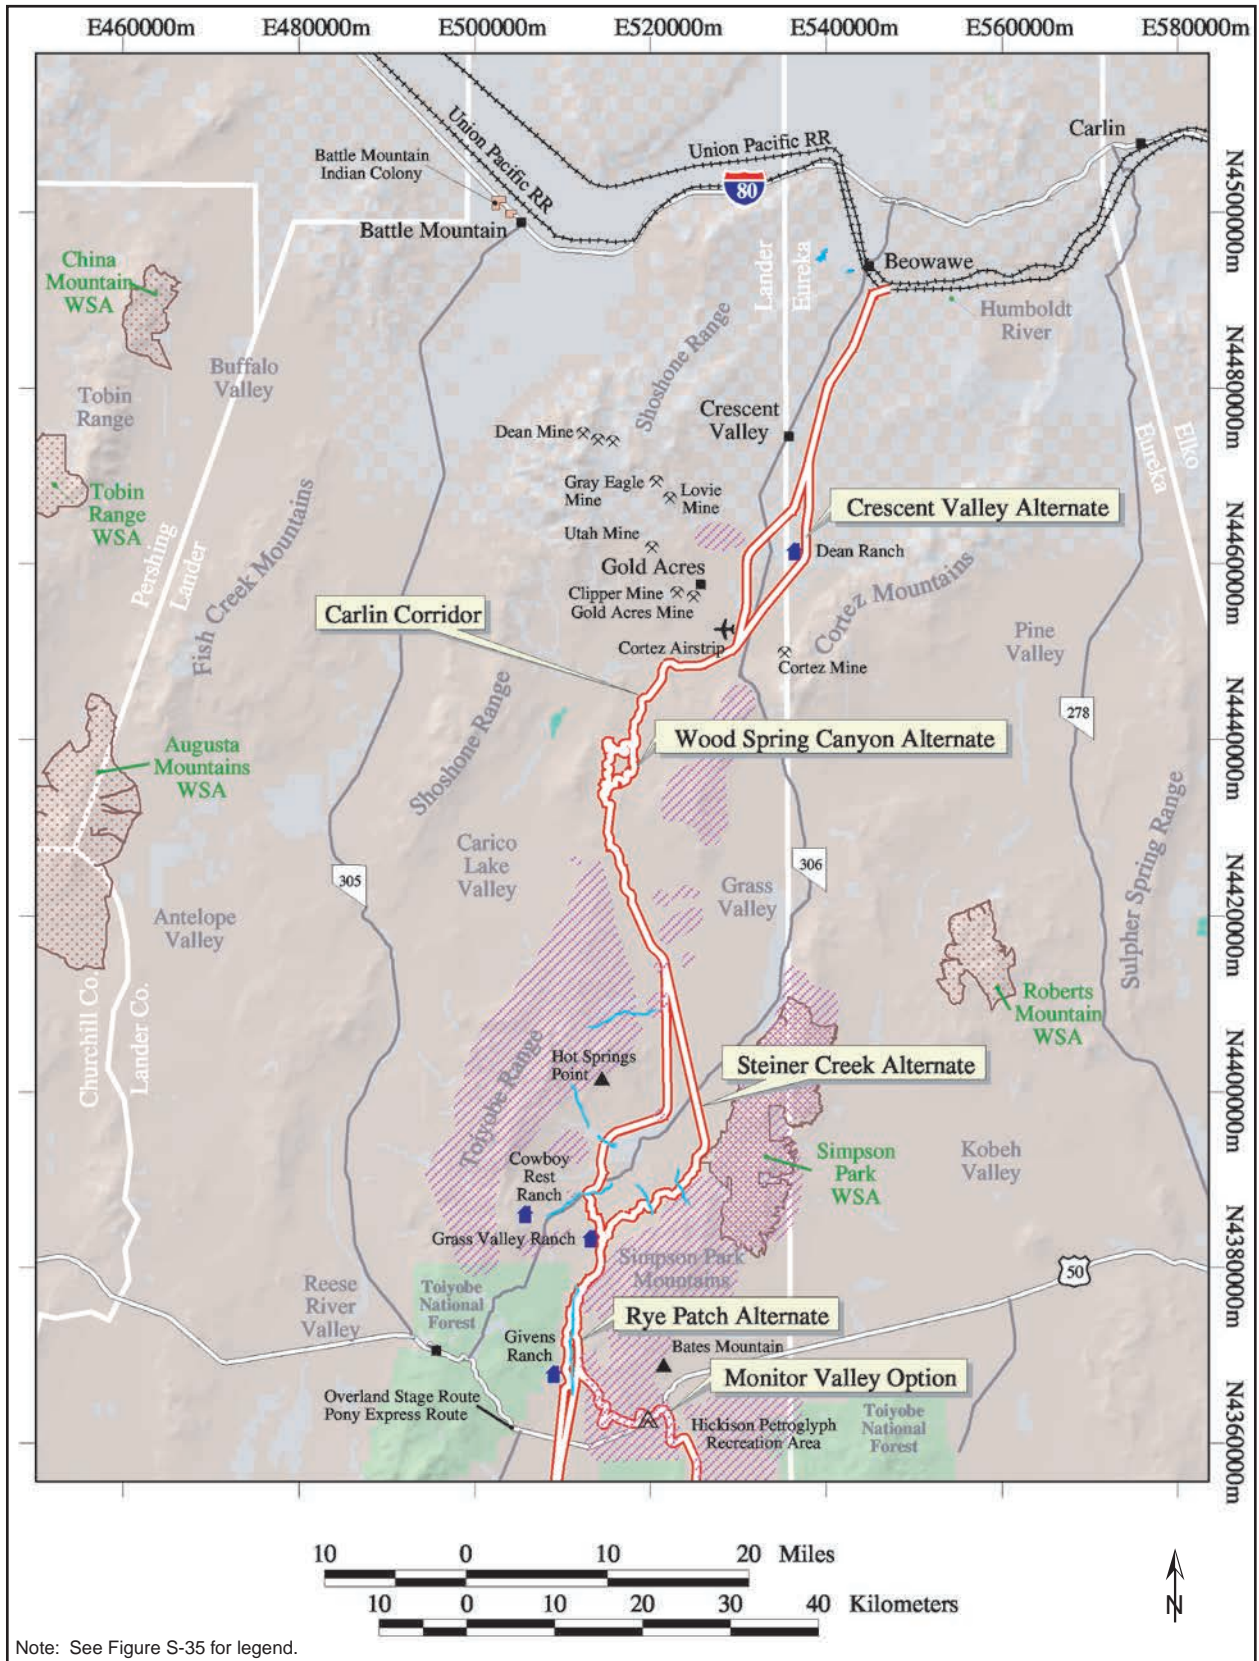 E460000m E480000m E500000m E520000m E540000m E560000m E580000m
Union Pacific RR
Union Pacific RR
80
Carlin
Battle Mountain
Indian Colony
Battle Mountain
N4500000m
Lander
Eureka
Beowawe
Humboldt
River
China
Mountain
WSA
Buffalo
Valley
Tobin
Range
Shoshone Range
N4480000m
Crescent
Valley
Dean Mine
Elko
Eureka
Tobin
Range
WSA
Gray Eagle
Mine
Lovie
Mine
Crescent Valley Alternate
Pershing
Lander
Fish Creek Mountains
Utah Mine
Dean Ranch
N4460000m
Gold Acres
Clipper Mine
Gold Acres Mine
Carlin Corridor
Cortez Mountains
Cortez Airstrip
Cortez Mine
Pine
Valley
278
Shoshone Range
Wood Spring Canyon Alternate
N4440000m
Augusta
Mountains
WSA
Sulpher Spring Range
Carico
Lake
Valley
305
306
Grass
Valley
Antelope
Valley
N4420000m
Churchill Co.
Lander Co.
Roberts
Mountain
WSA
Toiyobe Range
Hot Springs
Point
Steiner Creek Alternate
N4400000m
Cowboy
Rest
Ranch
Simpson
Park
WSA
Kobeh
Valley
Grass Valley Ranch
N4380000m
Simpson Park
Mountains
50
Reese
River
Valley
Toiyobe
National
Forest
Rye Patch Alternate
Givens
Ranch
Bates Mountain
Monitor Valley Option
Overland Stage Route
Pony Express Route
Hickison Petroglyph
Recreation Area
Toiyobe
National
Forest
N4360000m
10 0 10 20 Miles
10 0 10 20 30 40 Kilometers
N
Note: See Figure S-35 for legend.